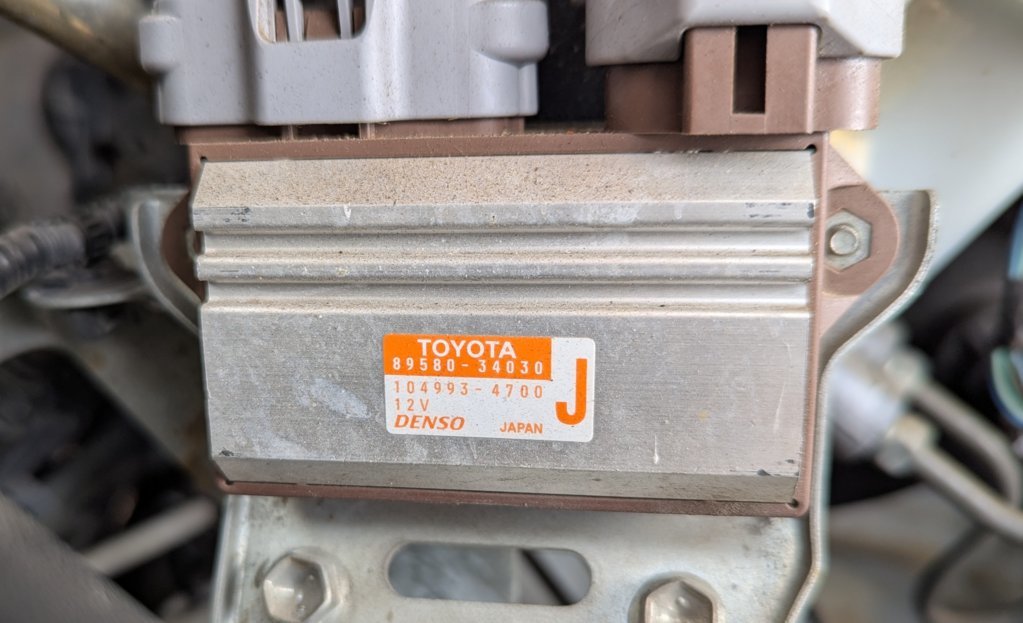 TOYOTA
89580-34030
J
104993-4700
12V
DENSO JAPAN